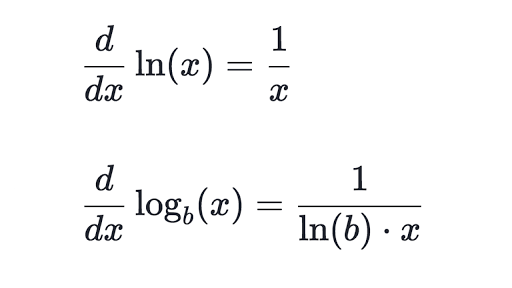 d/dx ln(x) = 1/x
d/dx log_b(x) = 1/(ln(b) · x)